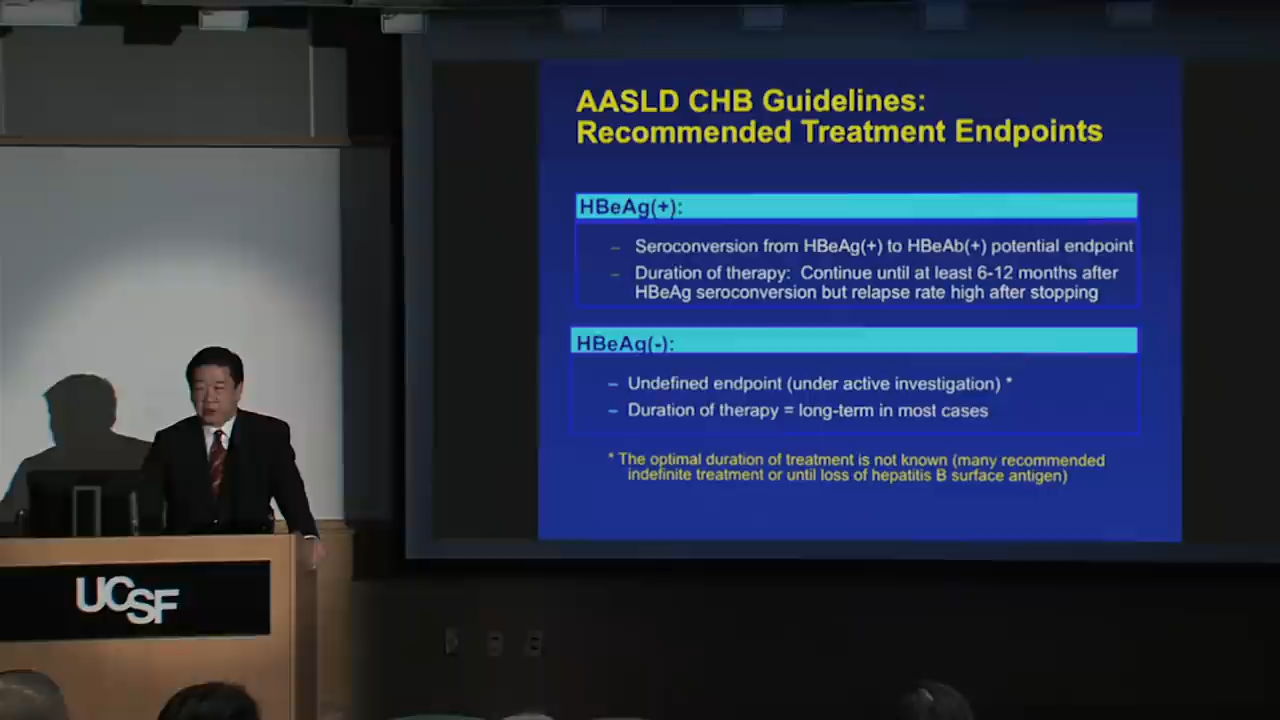 AASLD CHB Guidelines:
Recommended Treatment Endpoints
HBeAg(+):
– Seroconversion from HBeAg(+) to HBeAb(+) potential endpoint
– Duration of therapy: Continue until at least 6-12 months after
HBeAg seroconversion but relapse rate high after stopping
HBeAg(-):
– Undefined endpoint (under active investigation) *
– Duration of therapy = long-term in most cases
* The optimal duration of treatment is not known (many recommended
indefinite treatment or until loss of hepatitis B surface antigen)
UCSF